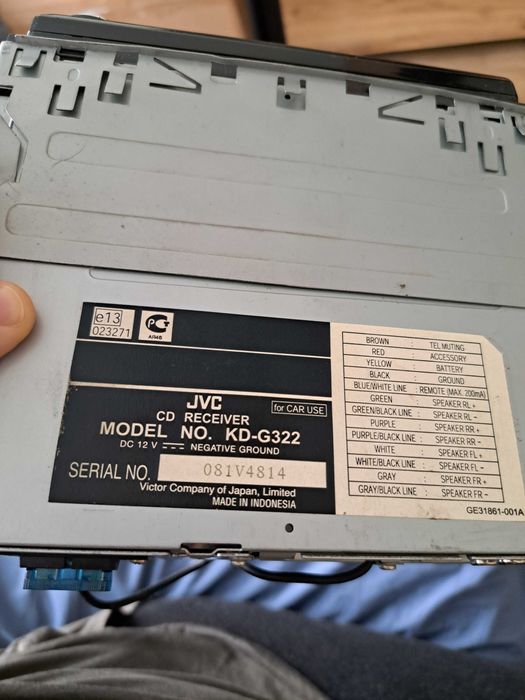 e13
023271
PCT
АЯ46
JVC
CD RECEIVER
for CAR USE
MODEL NO. KD-G322
DC 12 V NEGATIVE GROUND
SERIAL NO. 081V4814
Victor Company of Japan, Limited
MADE IN INDONESIA
BROWN : TEL MUTING
RED : ACCESSORY
YELLOW : BATTERY
BLACK : GROUND
BLUE/WHITE LINE : REMOTE (MAX. 200mA)
GREEN : SPEAKER RL +
GREEN/BLACK LINE : SPEAKER RL −
PURPLE : SPEAKER RR +
PURPLE/BLACK LINE : SPEAKER RR −
WHITE : SPEAKER FL +
WHITE/BLACK LINE : SPEAKER FL −
GRAY : SPEAKER FR +
GRAY/BLACK LINE : SPEAKER FR −
GE31861-001A